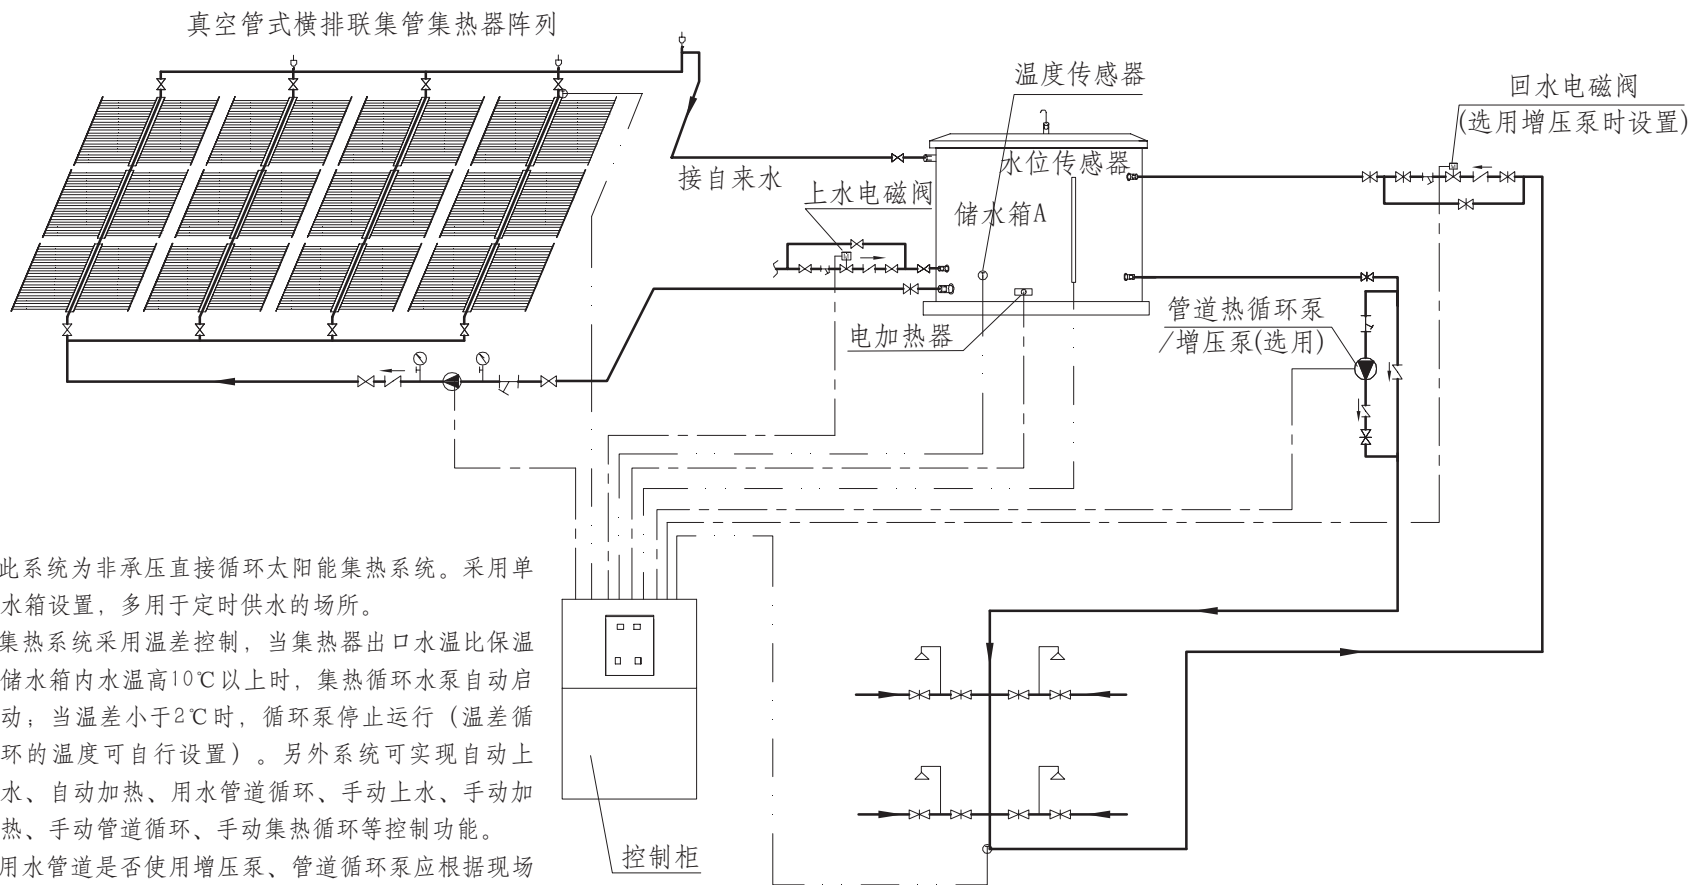 真空管式横排联集管集热器阵列
温度传感器
回水电磁阀
(选用增压泵时设置)
接自来水
水位传感器
上水电磁阀
储水箱A
管道热循环泵
/增压泵(选用)
电加热器
此系统为非承压直接循环太阳能集热系统。采用单
水箱设置，多用于定时供水的场所。
集热系统采用温差控制，当集热器出口水温比保温
储水箱内水温高10℃以上时，集热循环水泵自动启
动；当温差小于2℃时，循环泵停止运行（温差循
环的温度可自行设置）。另外系统可实现自动上
水、自动加热、用水管道循环、手动上水、手动加
热、手动管道循环、手动集热循环等控制功能。
用水管道是否使用增压泵、管道循环泵应根据现场
控制柜